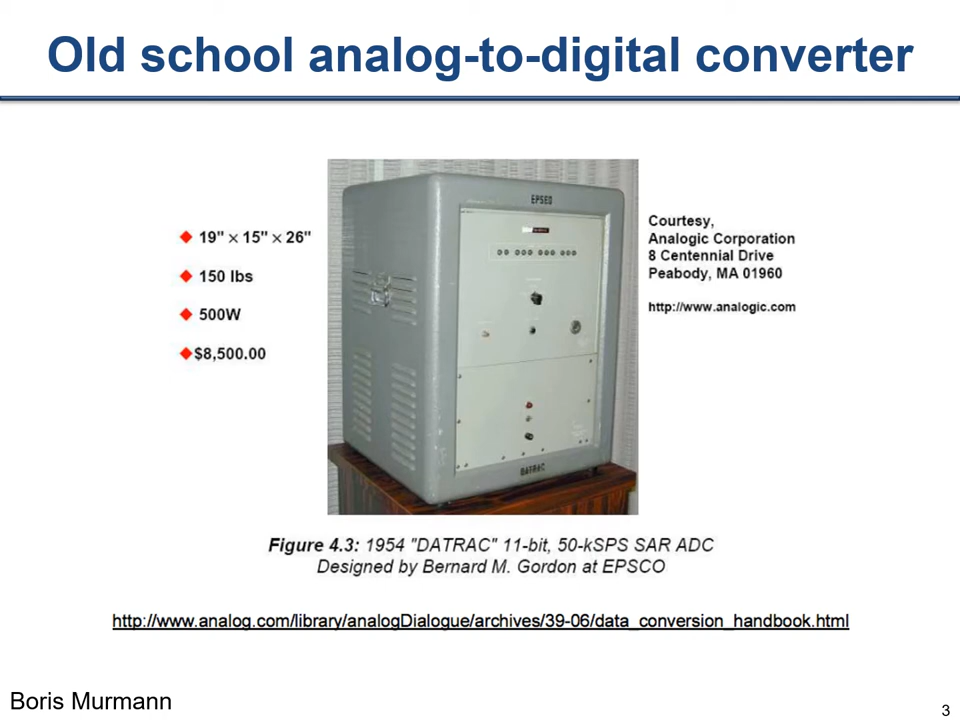 Old school analog-to-digital converter
19" × 15" × 26"
150 lbs
500W
$8,500.00
EPSCO
DATRAC
Courtesy,
Analogic Corporation
8 Centennial Drive
Peabody, MA 01960
http://www.analogic.com
Figure 4.3: 1954 "DATRAC" 11-bit, 50-kSPS SAR ADC
Designed by Bernard M. Gordon at EPSCO
http://www.analog.com/library/analogDialogue/archives/39-06/data_conversion_handbook.html
Boris Murmann
3